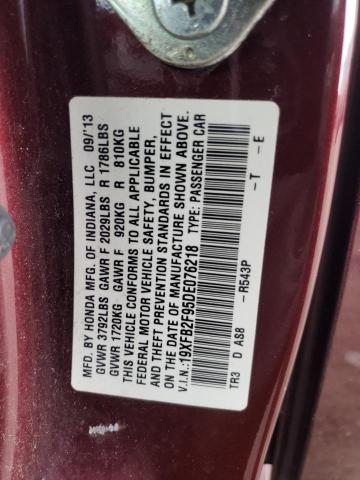 MFD. BY HONDA MFG. OF INDIANA, LLC 09/'13
GVWR 3792LBS GAWR F 2029LBS R 1786LBS
GVWR 1720KG GAWR F 920KG R 810KG
THIS VEHICLE CONFORMS TO ALL APPLICABLE
FEDERAL MOTOR VEHICLE SAFETY, BUMPER,
AND THEFT PREVENTION STANDARDS IN EFFECT
ON THE DATE OF MANUFACTURE SHOWN ABOVE.
V.I.N.:19XFB2F95DE076218 TYPE: PASSENGER CAR
TR3 D AS8 -R543P -T -E